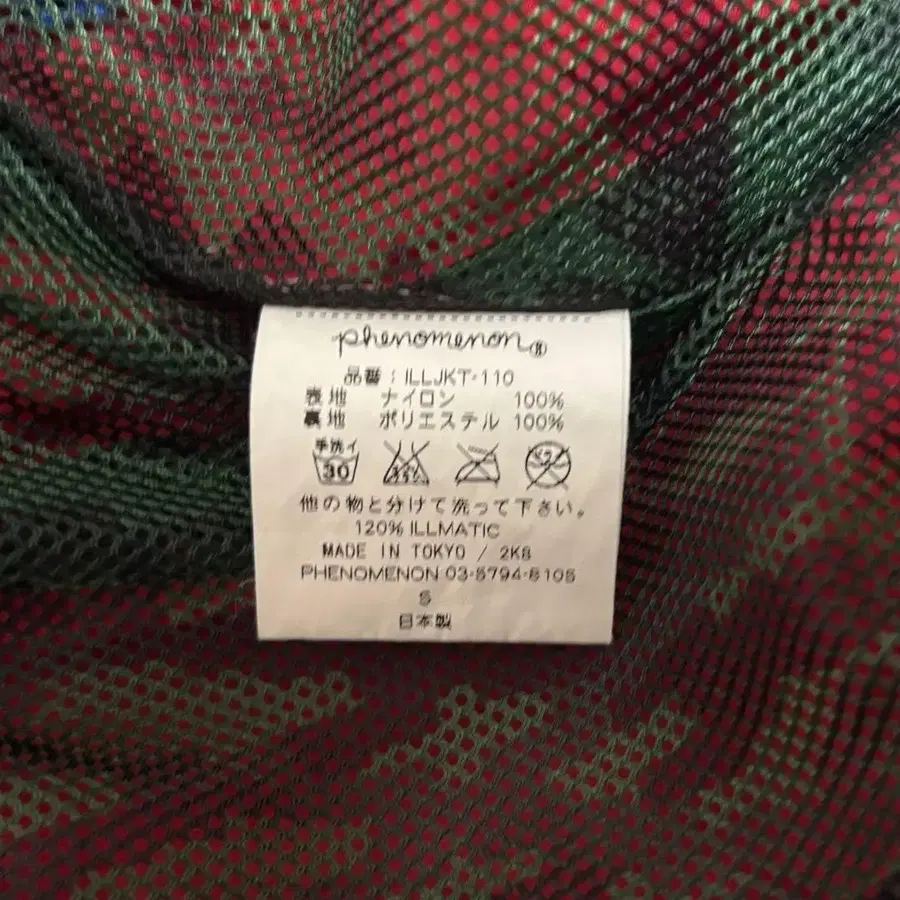 phenomenon®
品番 : ILLJKT-110
表地 ナイロン 100%
裏地 ポリエステル 100%
手洗イ
30
他の物と分けて洗って下さい。
120% ILLMATIC
MADE IN TOKYO / 2K8
PHENOMENON 03-5794-8105
S
日本製